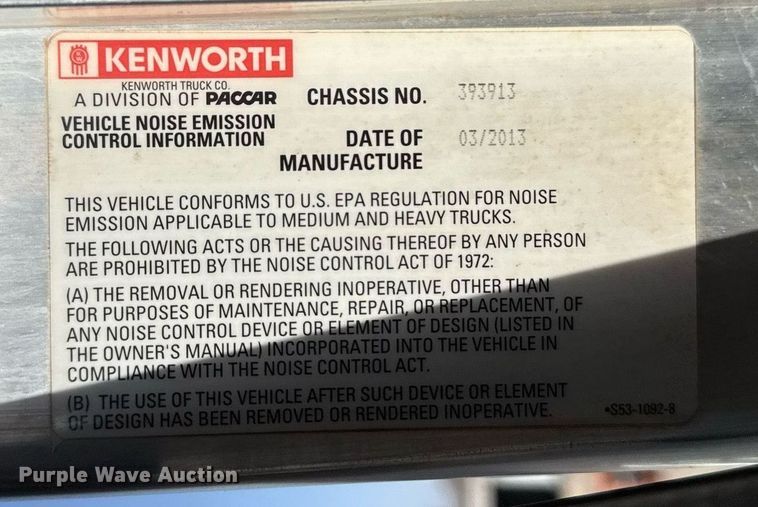 KENWORTH
KENWORTH TRUCK CO.
A DIVISION OF PACCAR
VEHICLE NOISE EMISSION
CONTROL INFORMATION
CHASSIS NO. 393913
DATE OF 03/2013
MANUFACTURE
THIS VEHICLE CONFORMS TO U.S. EPA REGULATION FOR NOISE
EMISSION APPLICABLE TO MEDIUM AND HEAVY TRUCKS.
THE FOLLOWING ACTS OR THE CAUSING THEREOF BY ANY PERSON
ARE PROHIBITED BY THE NOISE CONTROL ACT OF 1972:
(A) THE REMOVAL OR RENDERING INOPERATIVE, OTHER THAN
FOR PURPOSES OF MAINTENANCE, REPAIR, OR REPLACEMENT, OF
ANY NOISE CONTROL DEVICE OR ELEMENT OF DESIGN (LISTED IN
THE OWNER'S MANUAL) INCORPORATED INTO THE VEHICLE IN
COMPLIANCE WITH THE NOISE CONTROL ACT.
(B) THE USE OF THIS VEHICLE AFTER SUCH DEVICE OR ELEMENT
OF DESIGN HAS BEEN REMOVED OR RENDERED INOPERATIVE.
•S53-1092-8
Purple Wave Auction